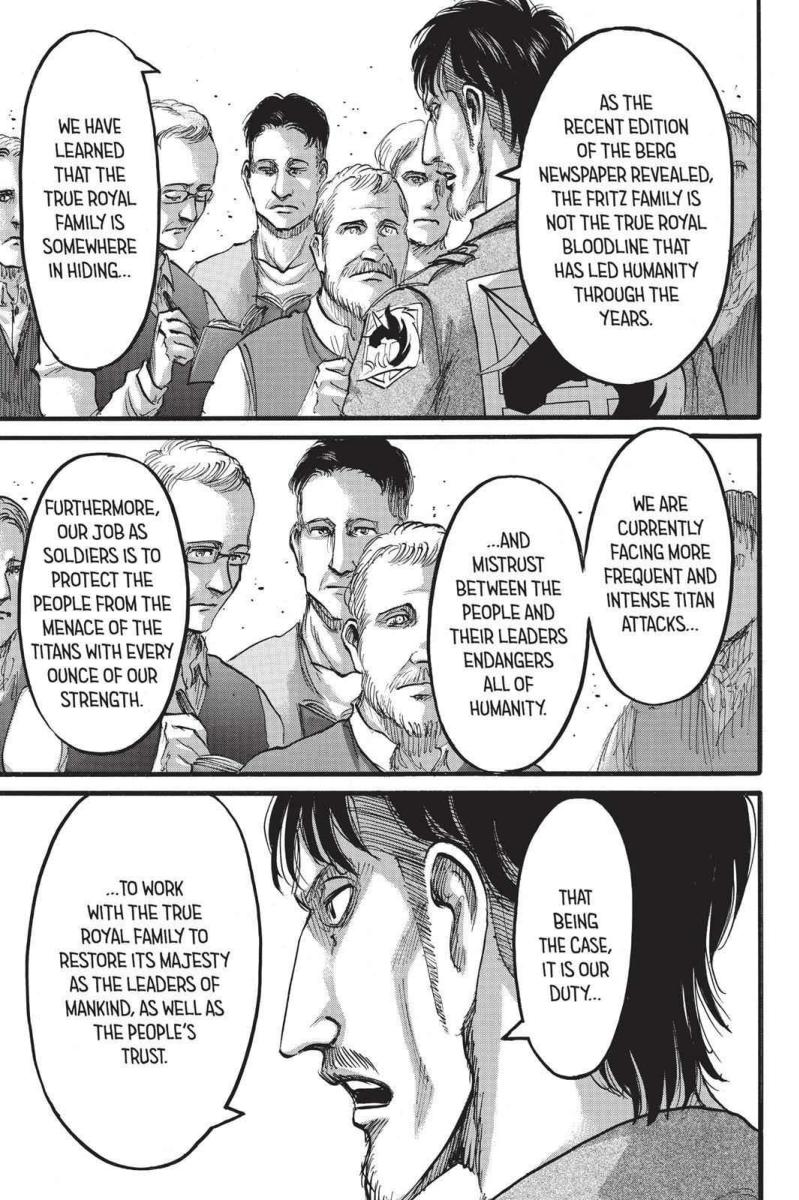 AS THE
RECENT EDITION
OF THE BERG
NEWSPAPER REVEALED,
THE FRITZ FAMILY IS
NOT THE TRUE ROYAL
BLOODLINE THAT
HAS LED HUMANITY
THROUGH THE
YEARS.
WE HAVE
LEARNED
THAT THE
TRUE ROYAL
FAMILY IS
SOMEWHERE
IN HIDING...
WE ARE
CURRENTLY
FACING MORE
FREQUENT AND
INTENSE TITAN
ATTACKS...
...AND
MISTRUST
BETWEEN THE
PEOPLE AND
THEIR LEADERS
ENDANGERS
ALL OF
HUMANITY.
FURTHERMORE,
OUR JOB AS
SOLDIERS IS TO
PROTECT THE
PEOPLE FROM THE
MENACE OF THE
TITANS WITH EVERY
OUNCE OF OUR
STRENGTH.
THAT
BEING
THE CASE,
IT IS OUR
DUTY...
...TO WORK
WITH THE TRUE
ROYAL FAMILY TO
RESTORE ITS MAJESTY
AS THE LEADERS OF
MANKIND, AS WELL AS
THE PEOPLE'S
TRUST.